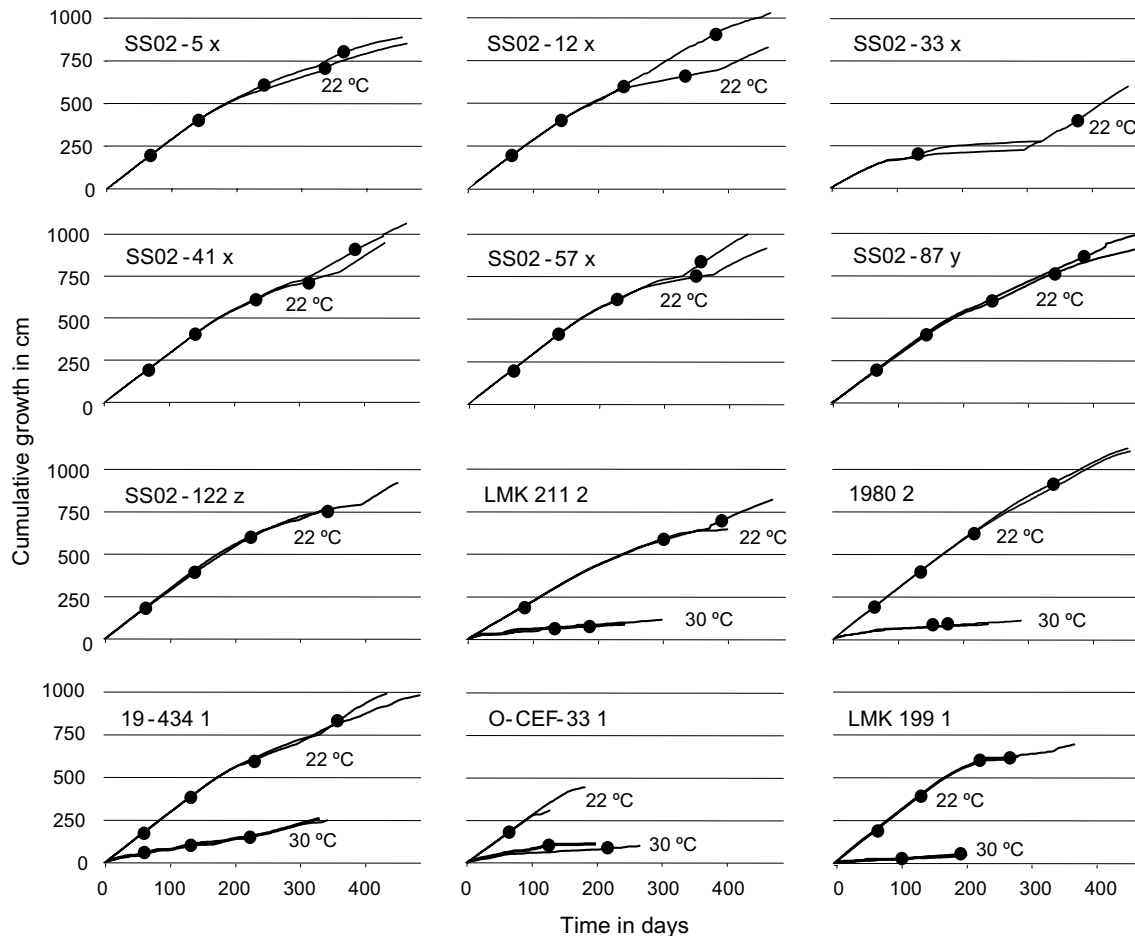 Cumulative growth in cm
1000
750
500
250
0
SS02-5 x
22 ºC
SS02-12 x
22 ºC
SS02-33 x
22 ºC
1000
750
500
250
0
SS02-41 x
22 ºC
SS02-57 x
22 ºC
SS02-87 y
22 ºC
1000
750
500
250
0
SS02-122 z
22 ºC
LMK 211 2
22 ºC
30 ºC
1980 2
22 ºC
30 ºC
1000
750
500
250
0
19-434 1
22 ºC
30 ºC
O-CEF-33 1
22 ºC
30 ºC
LMK 199 1
22 ºC
30 ºC
0 100 200 300 400
0 100 200 300 400
0 100 200 300 400
Time in days